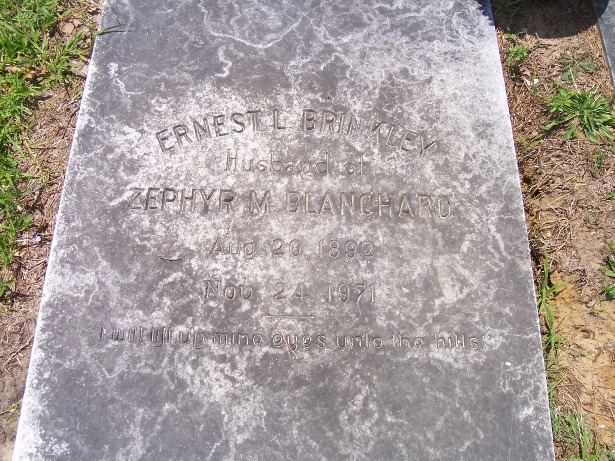 ERNEST L BRINKLEY
Husband of
ZEPHYR M. BLANCHARD
Aug. 20, 1892
Nov. 24, 1971
I will lift up mine eyes unto the hills!